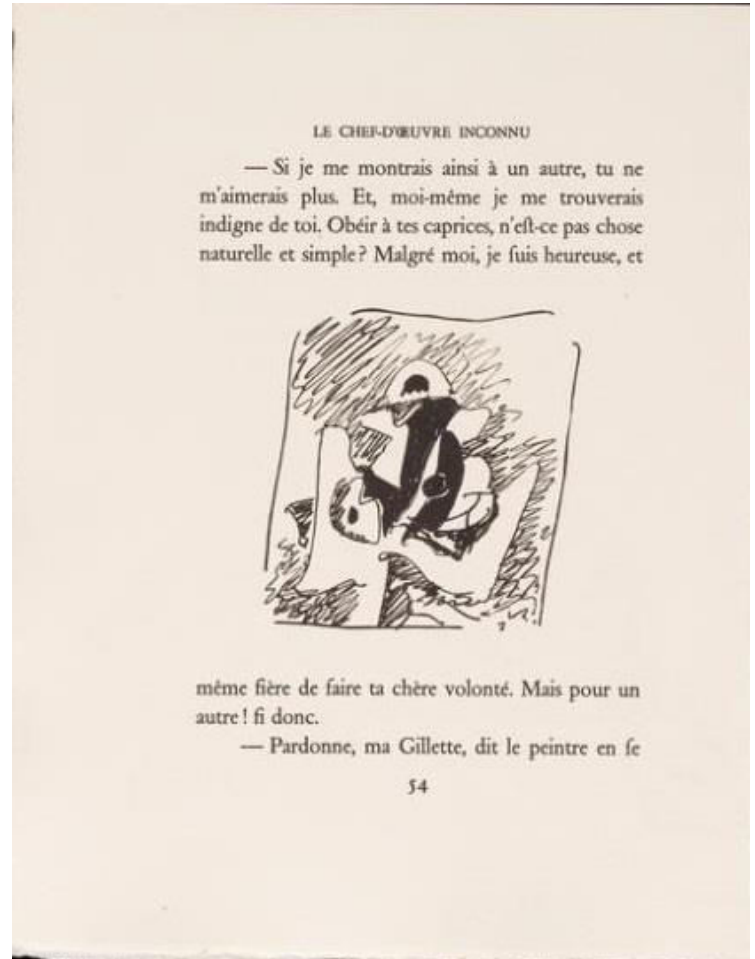 LE CHEF-D'ŒUVRE INCONNU
— Si je me montrais ainsi à un autre, tu ne
m'aimerais plus. Et, moi-même je me trouverais
indigne de toi. Obéir à tes caprices, n'eſt-ce pas chose
naturelle et simple? Malgré moi, je ſuis heureuse, et
même fière de faire ta chère volonté. Mais pour un
autre! fi donc.
— Pardonne, ma Gillette, dit le peintre en ſe
54